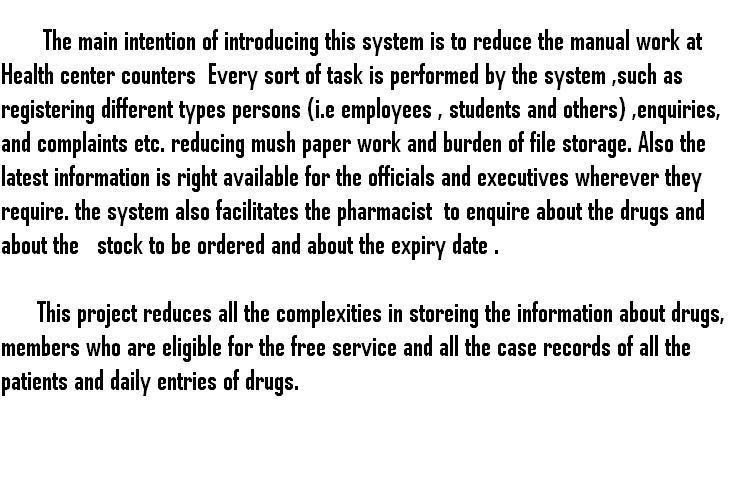 The main intention of introducing this system is to reduce the manual work at
Health center counters Every sort of task is performed by the system ,such as
registering different types persons (i.e employees , students and others) ,enquiries,
and complaints etc. reducing mush paper work and burden of file storage. Also the
latest information is right available for the officials and executives wherever they
require. the system also facilitates the pharmacist to enquire about the drugs and
about the stock to be ordered and about the expiry date .
This project reduces all the complexities in storeing the information about drugs,
members who are eligible for the free service and all the case records of all the
patients and daily entries of drugs.